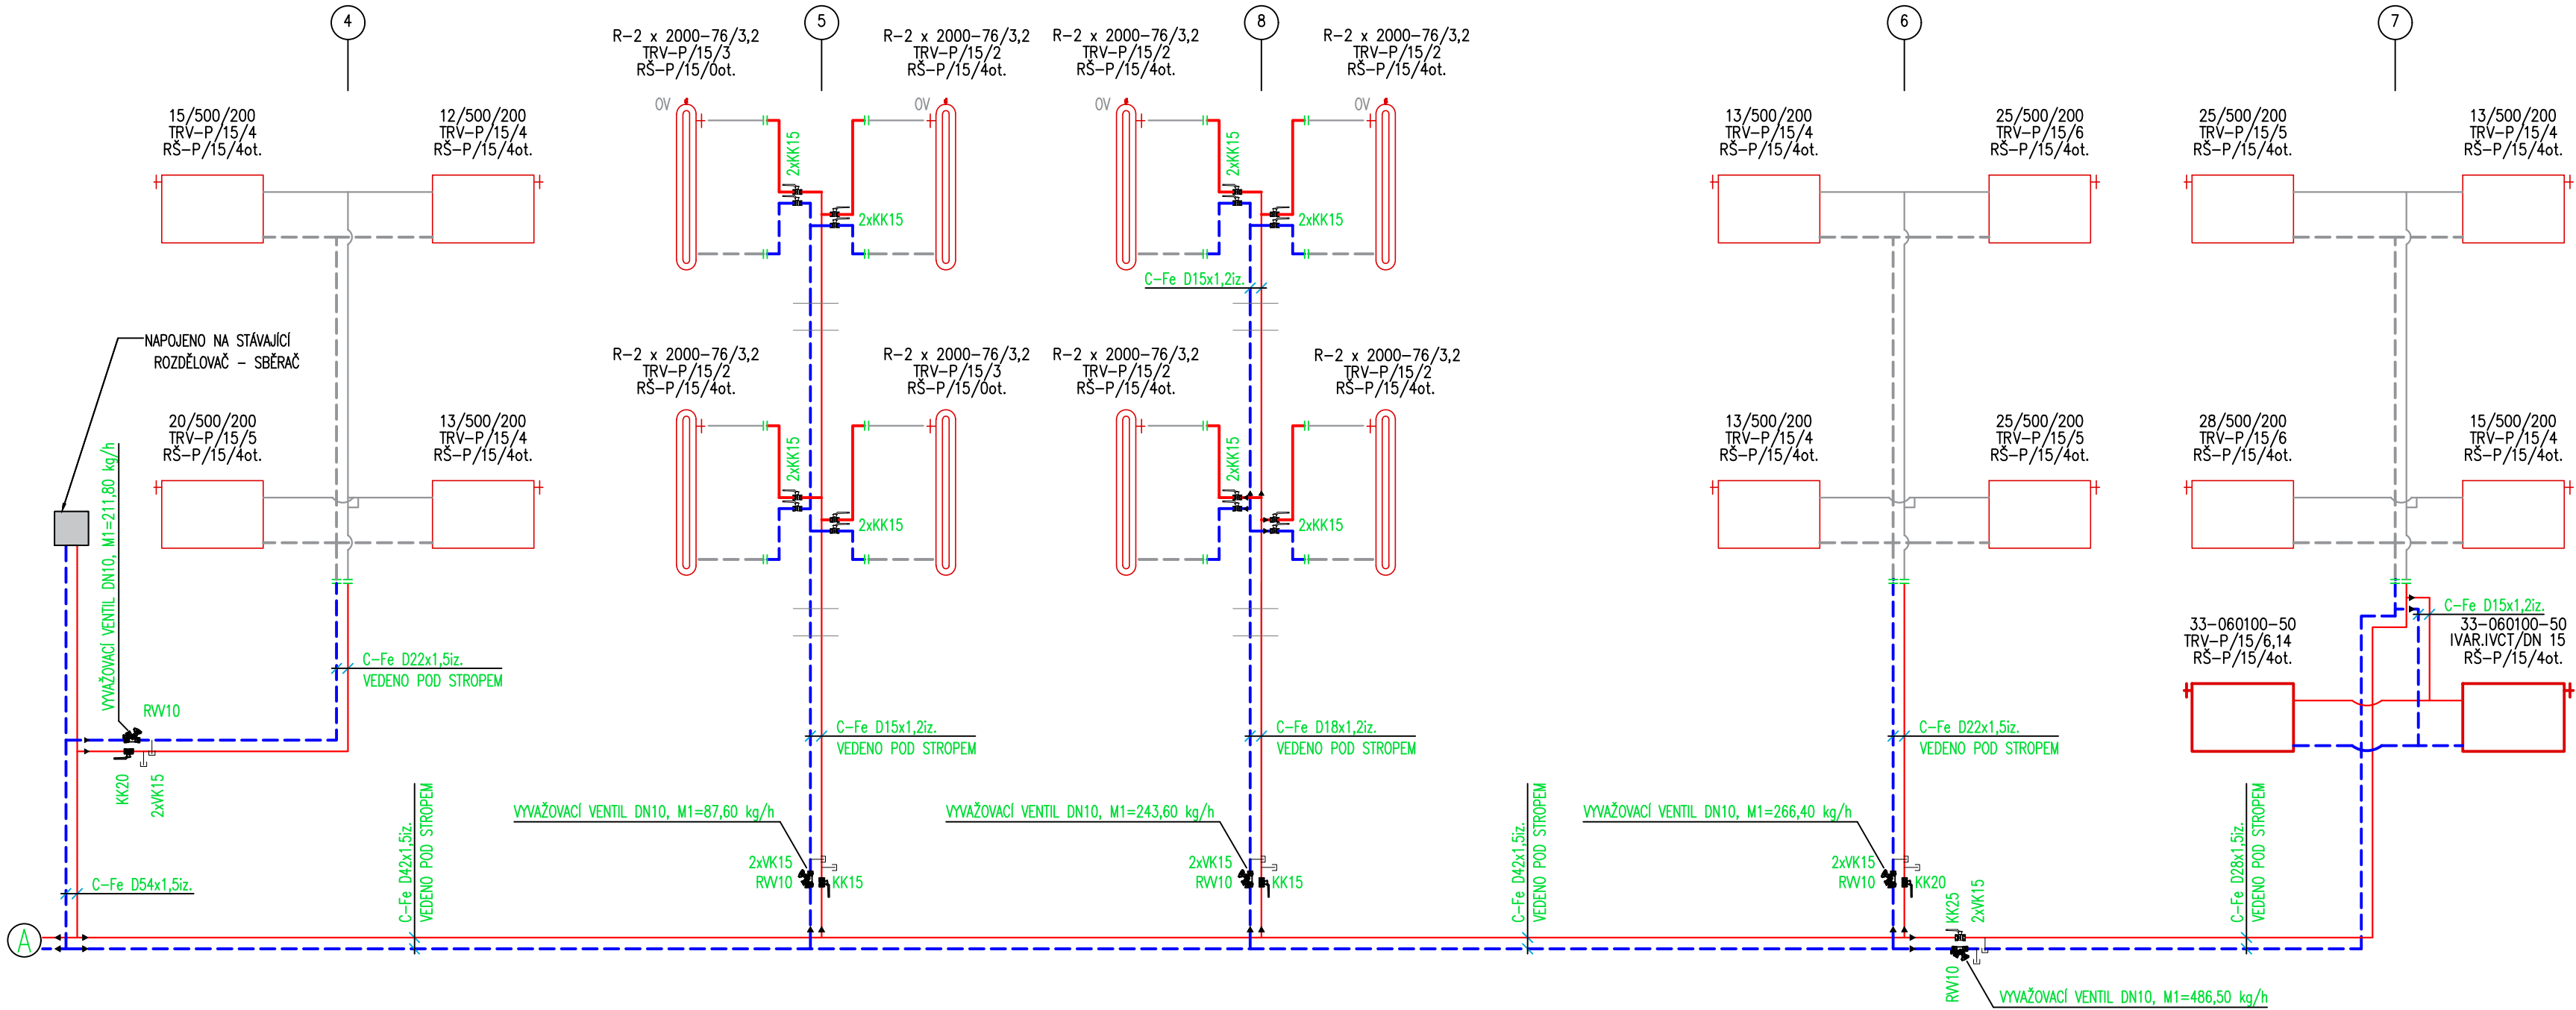 4
5
8
6
7
R-2 x 2000-76/3,2
TRV-P/15/3
RŠ-P/15/0ot.
R-2 x 2000-76/3,2
TRV-P/15/2
RŠ-P/15/4ot.
R-2 x 2000-76/3,2
TRV-P/15/2
RŠ-P/15/4ot.
R-2 x 2000-76/3,2
TRV-P/15/2
RŠ-P/15/4ot.
15/500/200
TRV-P/15/4
RŠ-P/15/4ot.
12/500/200
TRV-P/15/4
RŠ-P/15/4ot.
OV
OV
OV
OV
13/500/200
TRV-P/15/4
RŠ-P/15/4ot.
25/500/200
TRV-P/15/6
RŠ-P/15/4ot.
25/500/200
TRV-P/15/5
RŠ-P/15/4ot.
13/500/200
TRV-P/15/4
RŠ-P/15/4ot.
2xKK15
2xKK15
2xKK15
2xKK15
C-Fe D15x1,2iz.
NAPOJENO NA STÁVAJÍCÍ
ROZDĚLOVAČ - SBĚRAČ
R-2 x 2000-76/3,2
TRV-P/15/2
RŠ-P/15/4ot.
R-2 x 2000-76/3,2
TRV-P/15/3
RŠ-P/15/0ot.
R-2 x 2000-76/3,2
TRV-P/15/2
RŠ-P/15/4ot.
R-2 x 2000-76/3,2
TRV-P/15/2
RŠ-P/15/4ot.
20/500/200
TRV-P/15/5
RŠ-P/15/4ot.
13/500/200
TRV-P/15/4
RŠ-P/15/4ot.
13/500/200
TRV-P/15/4
RŠ-P/15/4ot.
25/500/200
TRV-P/15/5
RŠ-P/15/4ot.
28/500/200
TRV-P/15/6
RŠ-P/15/4ot.
15/500/200
TRV-P/15/4
RŠ-P/15/4ot.
2xKK15
2xKK15
2xKK15
2xKK15
VYVAŽOVACÍ VENTIL DN10, M1=211,80 kg/h
C-Fe D15x1,2iz.
33-060100-50
TRV-P/15/6,14
RŠ-P/15/4ot.
33-060100-50
IVAR.IVCT/DN 15
RŠ-P/15/4ot.
C-Fe D22x1,5iz.
VEDENO POD STROPEM
RVV10
KK20
2xVK15
C-Fe D15x1,2iz.
VEDENO POD STROPEM
C-Fe D18x1,2iz.
VEDENO POD STROPEM
C-Fe D22x1,5iz.
VEDENO POD STROPEM
VYVAŽOVACÍ VENTIL DN10, M1=87,60 kg/h
VYVAŽOVACÍ VENTIL DN10, M1=243,60 kg/h
VYVAŽOVACÍ VENTIL DN10, M1=266,40 kg/h
C-Fe D42x1,5iz.
VEDENO POD STROPEM
C-Fe D42x1,5iz.
VEDENO POD STROPEM
C-Fe D28x1,5iz.
VEDENO POD STROPEM
2xVK15
RVV10
KK15
2xVK15
RVV10
KK15
2xVK15
RVV10
KK20
C-Fe D54x1,5iz.
KK25
2xVK15
A
RVV10
VYVAŽOVACÍ VENTIL DN10, M1=486,50 kg/h